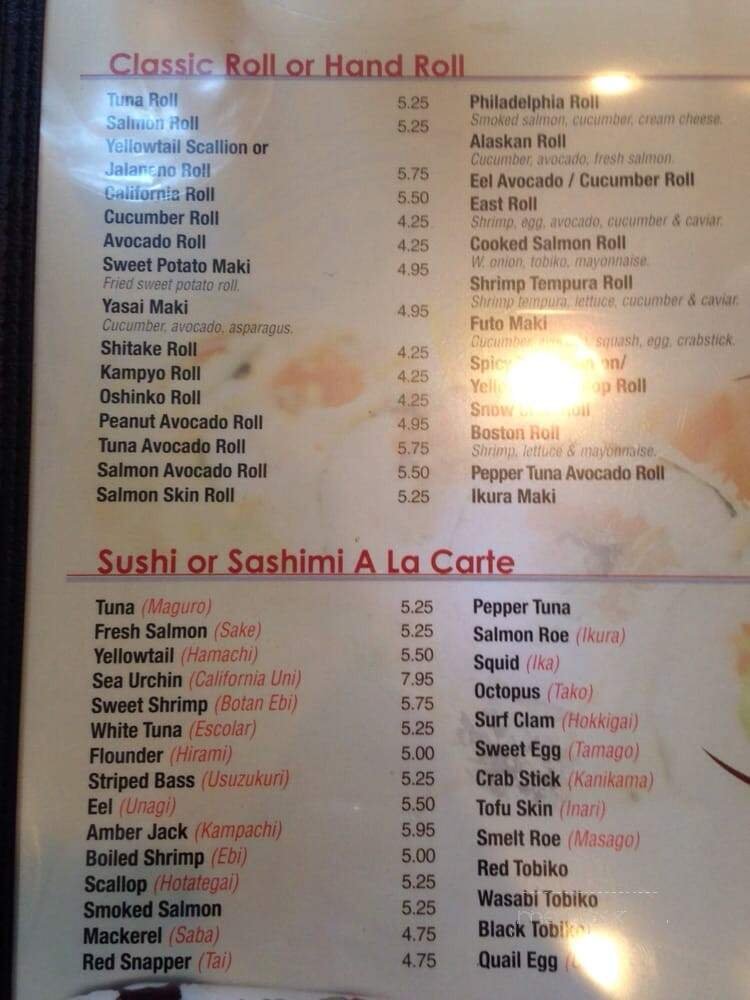 Classic Roll or Hand Roll
Tuna Roll 5.25
Salmon Roll 5.25
Yellowtail Scallion or
Jalapeno Roll 5.75
California Roll 5.50
Cucumber Roll 4.25
Avocado Roll 4.25
Sweet Potato Maki 4.95
Fried sweet potato roll.
Yasai Maki 4.95
Cucumber, avocado, asparagus.
Shitake Roll 4.25
Kampyo Roll 4.25
Oshinko Roll 4.25
Peanut Avocado Roll 4.95
Tuna Avocado Roll 5.75
Salmon Avocado Roll 5.50
Salmon Skin Roll 5.25
Philadelphia Roll
Smoked salmon, cucumber, cream cheese.
Alaskan Roll
Cucumber, avocado, fresh salmon.
Eel Avocado / Cucumber Roll
East Roll
Shrimp, egg, avocado, cucumber & caviar.
Cooked Salmon Roll
W. onion, tobiko, mayonnaise.
Shrimp Tempura Roll
Shrimp tempura, lettuce, cucumber & caviar.
Futo Maki
Cucumber, squash, egg, crabstick.
Spicy
Roll
Snow Roll
Boston Roll
Shrimp, lettuce & mayonnaise.
Pepper Tuna Avocado Roll
Ikura Maki
Sushi or Sashimi A La Carte
Tuna (Maguro) 5.25
Fresh Salmon (Sake) 5.25
Yellowtail (Hamachi) 5.50
Sea Urchin (California Uni) 7.95
Sweet Shrimp (Botan Ebi) 5.75
White Tuna (Escolar) 5.25
Flounder (Hirami) 5.00
Striped Bass (Usuzukuri) 5.25
Eel (Unagi) 5.50
Amber Jack (Kampachi) 5.95
Boiled Shrimp (Ebi) 5.00
Scallop (Hotategai) 5.25
Smoked Salmon 5.25
Mackerel (Saba) 4.75
Red Snapper (Tai) 4.75
Pepper Tuna
Salmon Roe (Ikura)
Squid (Ika)
Octopus (Tako)
Surf Clam (Hokkigai)
Sweet Egg (Tamago)
Crab Stick (Kanikama)
Tofu Skin (Inari)
Smelt Roe (Masago)
Red Tobiko
Wasabi Tobiko
Black Tobiko
Quail Egg